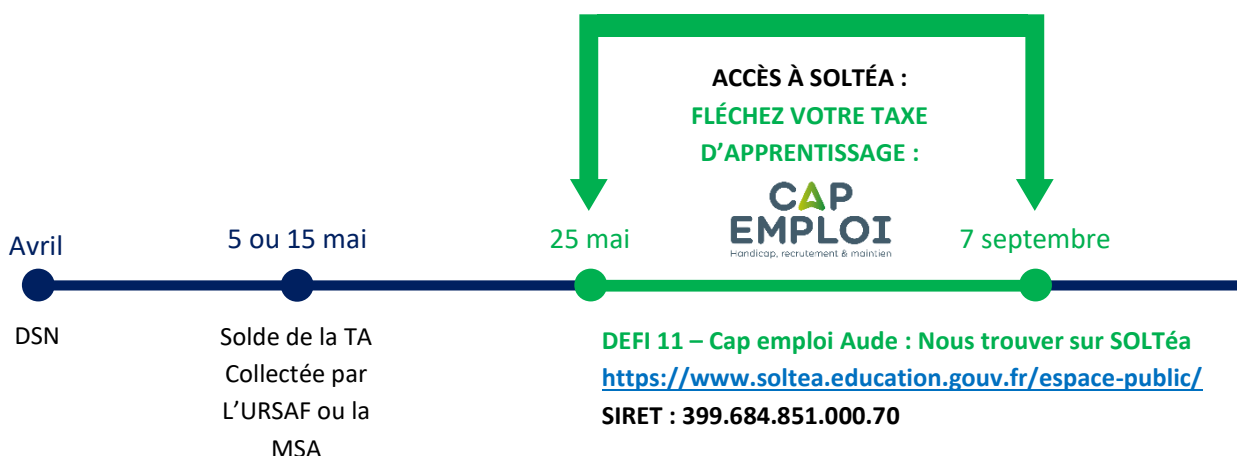 ACCÈS À SOLTÉA :
FLÉCHEZ VOTRE TAXE
D’APPRENTISSAGE :
CAP
EMPLOI
Handicap, recrutement & maintien
Avril
5 ou 15 mai
25 mai
7 septembre
DSN
Solde de la TA
Collectée par
L’URSAF ou la
MSA
DEFI 11 – Cap emploi Aude : Nous trouver sur SOLTéa
https://www.soltea.education.gouv.fr/espace-public/
SIRET : 399.684.851.000.70